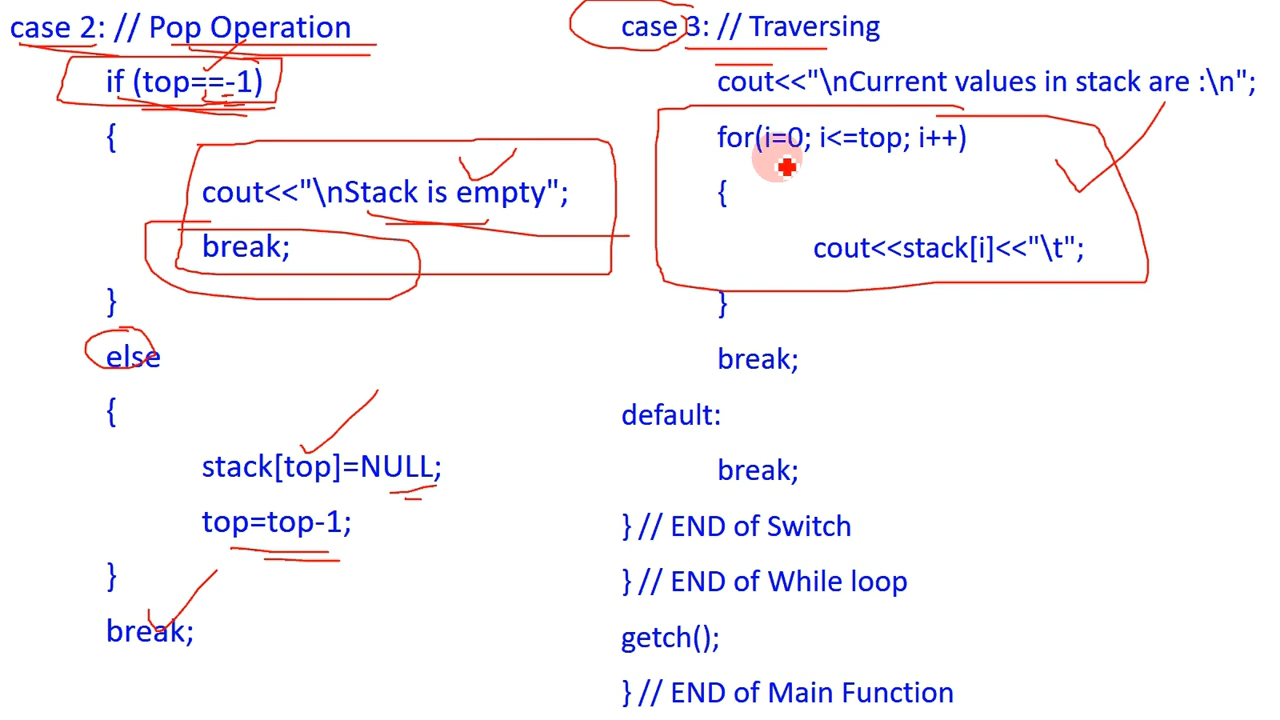 case 2: // Pop Operation
if (top==-1)
{
cout<<"\nStack is empty";
break;
}
else
{
stack[top]=NULL;
top=top-1;
}
break;
case 3: // Traversing
cout<<"\nCurrent values in stack are :\n";
for(i=0; i<=top; i++)
{
cout<<stack[i]<<"\t";
}
break;
default:
break;
} // END of Switch
} // END of While loop
getch();
} // END of Main Function